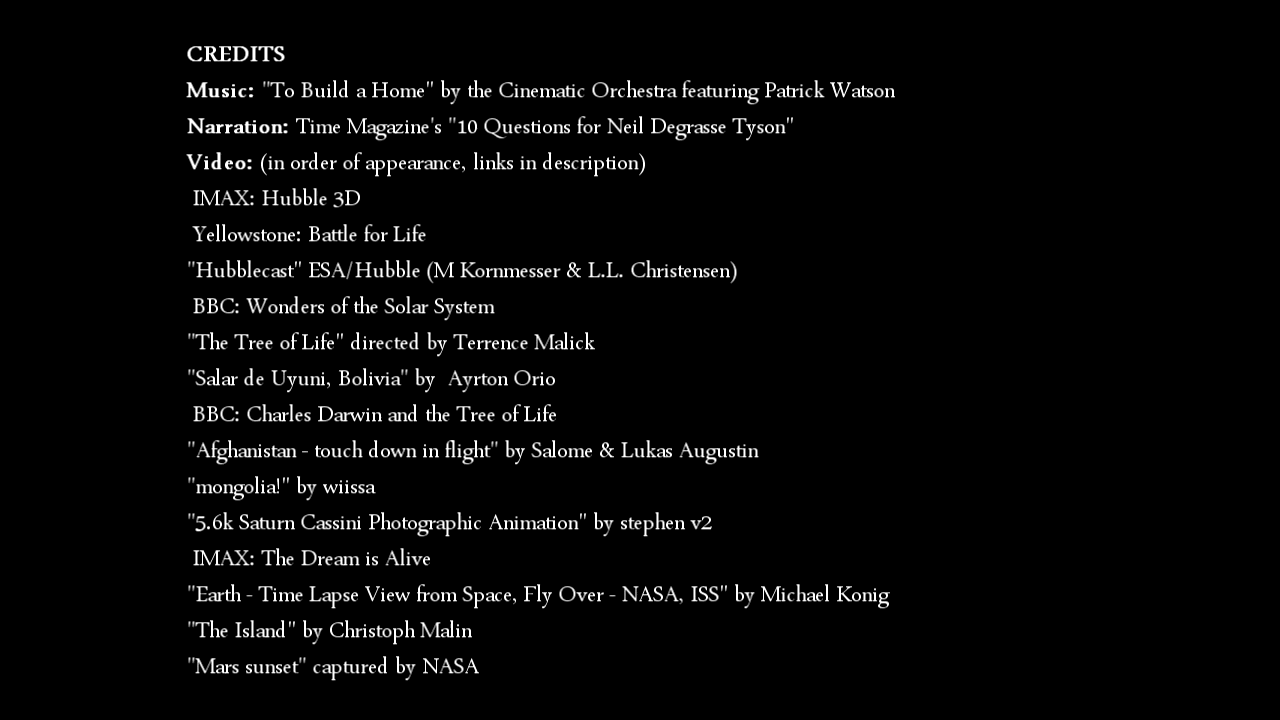 CREDITS
Music: "To Build a Home" by the Cinematic Orchestra featuring Patrick Watson
Narration: Time Magazine's "10 Questions for Neil Degrasse Tyson"
Video: (in order of appearance, links in description)
IMAX: Hubble 3D
Yellowstone: Battle for Life
"Hubblecast" ESA/Hubble (M Kornmesser & L.L. Christensen)
BBC: Wonders of the Solar System
"The Tree of Life" directed by Terrence Malick
"Salar de Uyuni, Bolivia" by  Ayrton Orio
BBC: Charles Darwin and the Tree of Life
"Afghanistan - touch down in flight" by Salome & Lukas Augustin
"mongolia!" by wiissa
"5.6k Saturn Cassini Photographic Animation" by stephen v2
IMAX: The Dream is Alive
"Earth - Time Lapse View from Space, Fly Over - NASA, ISS" by Michael Konig
"The Island" by Christoph Malin
"Mars sunset" captured by NASA